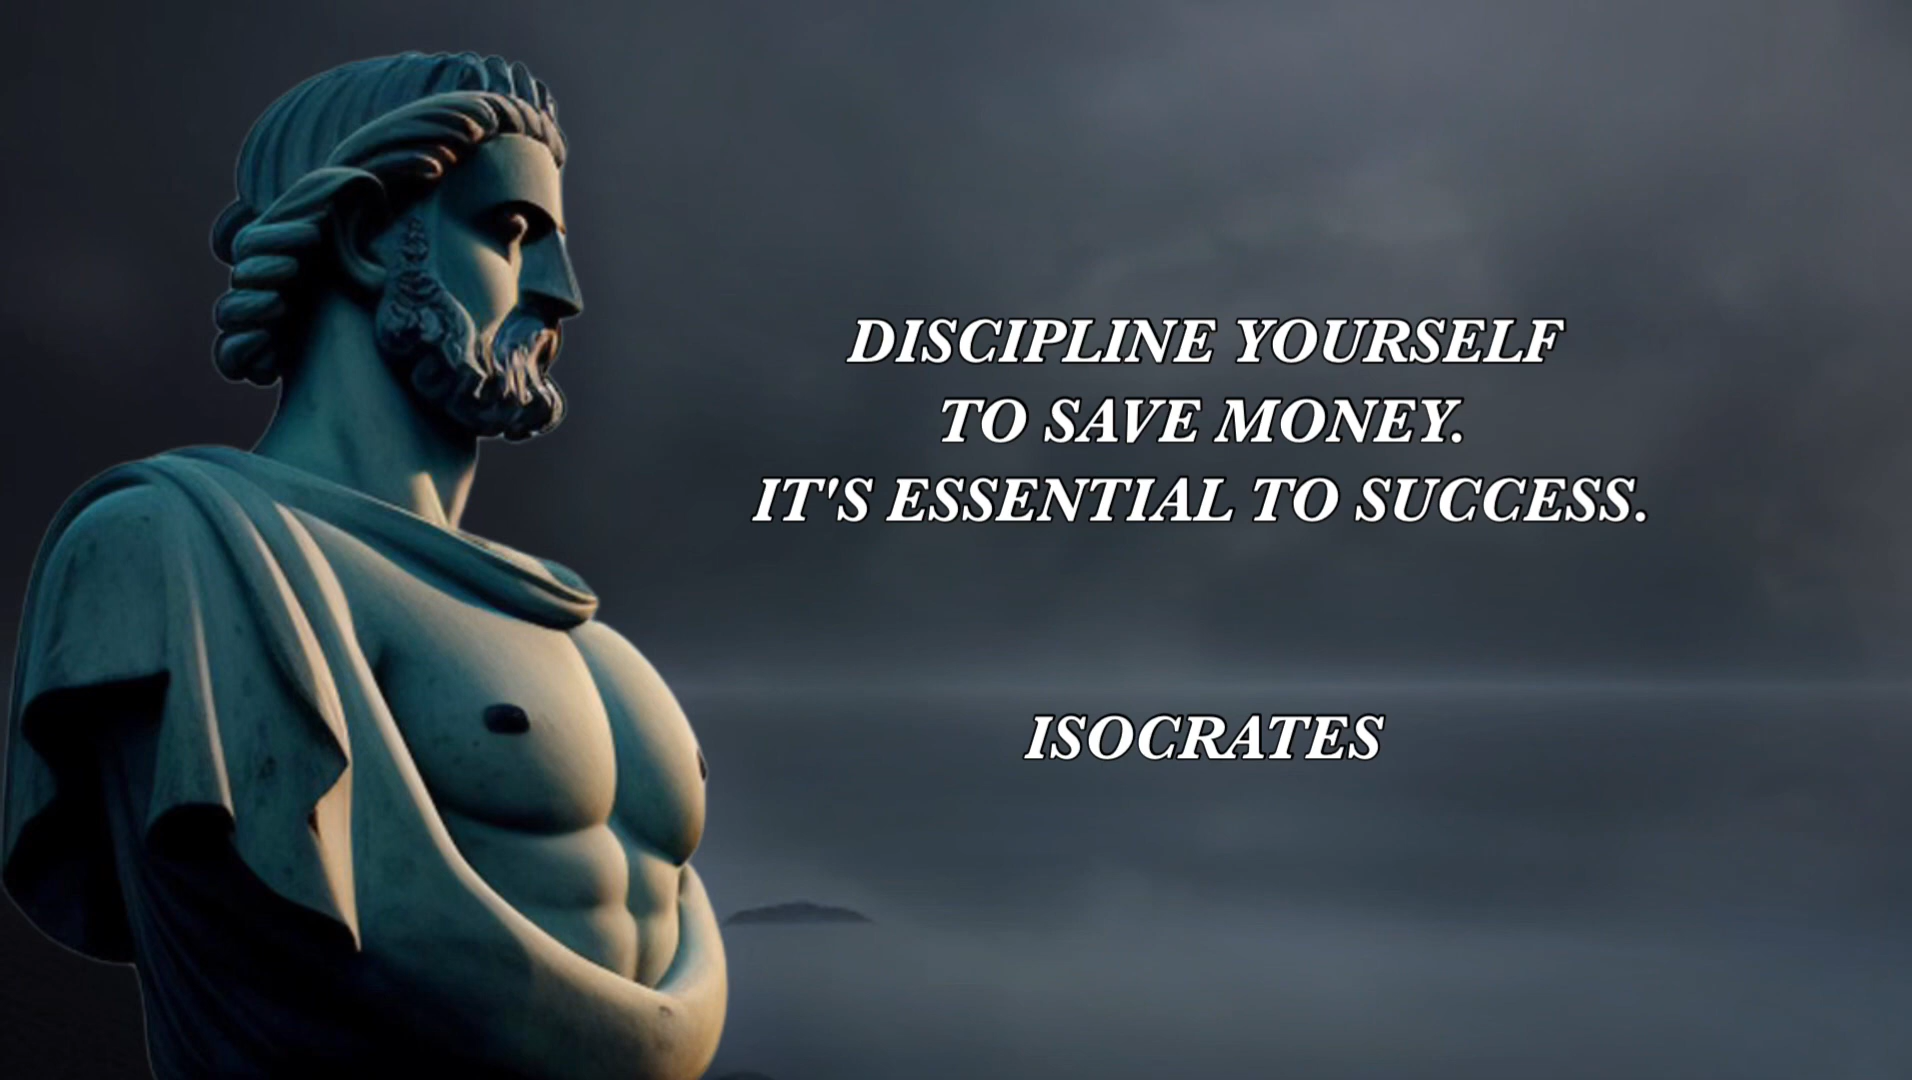 DISCIPLINE YOURSELF
TO SAVE MONEY.
IT'S ESSENTIAL TO SUCCESS.
ISOCRATES